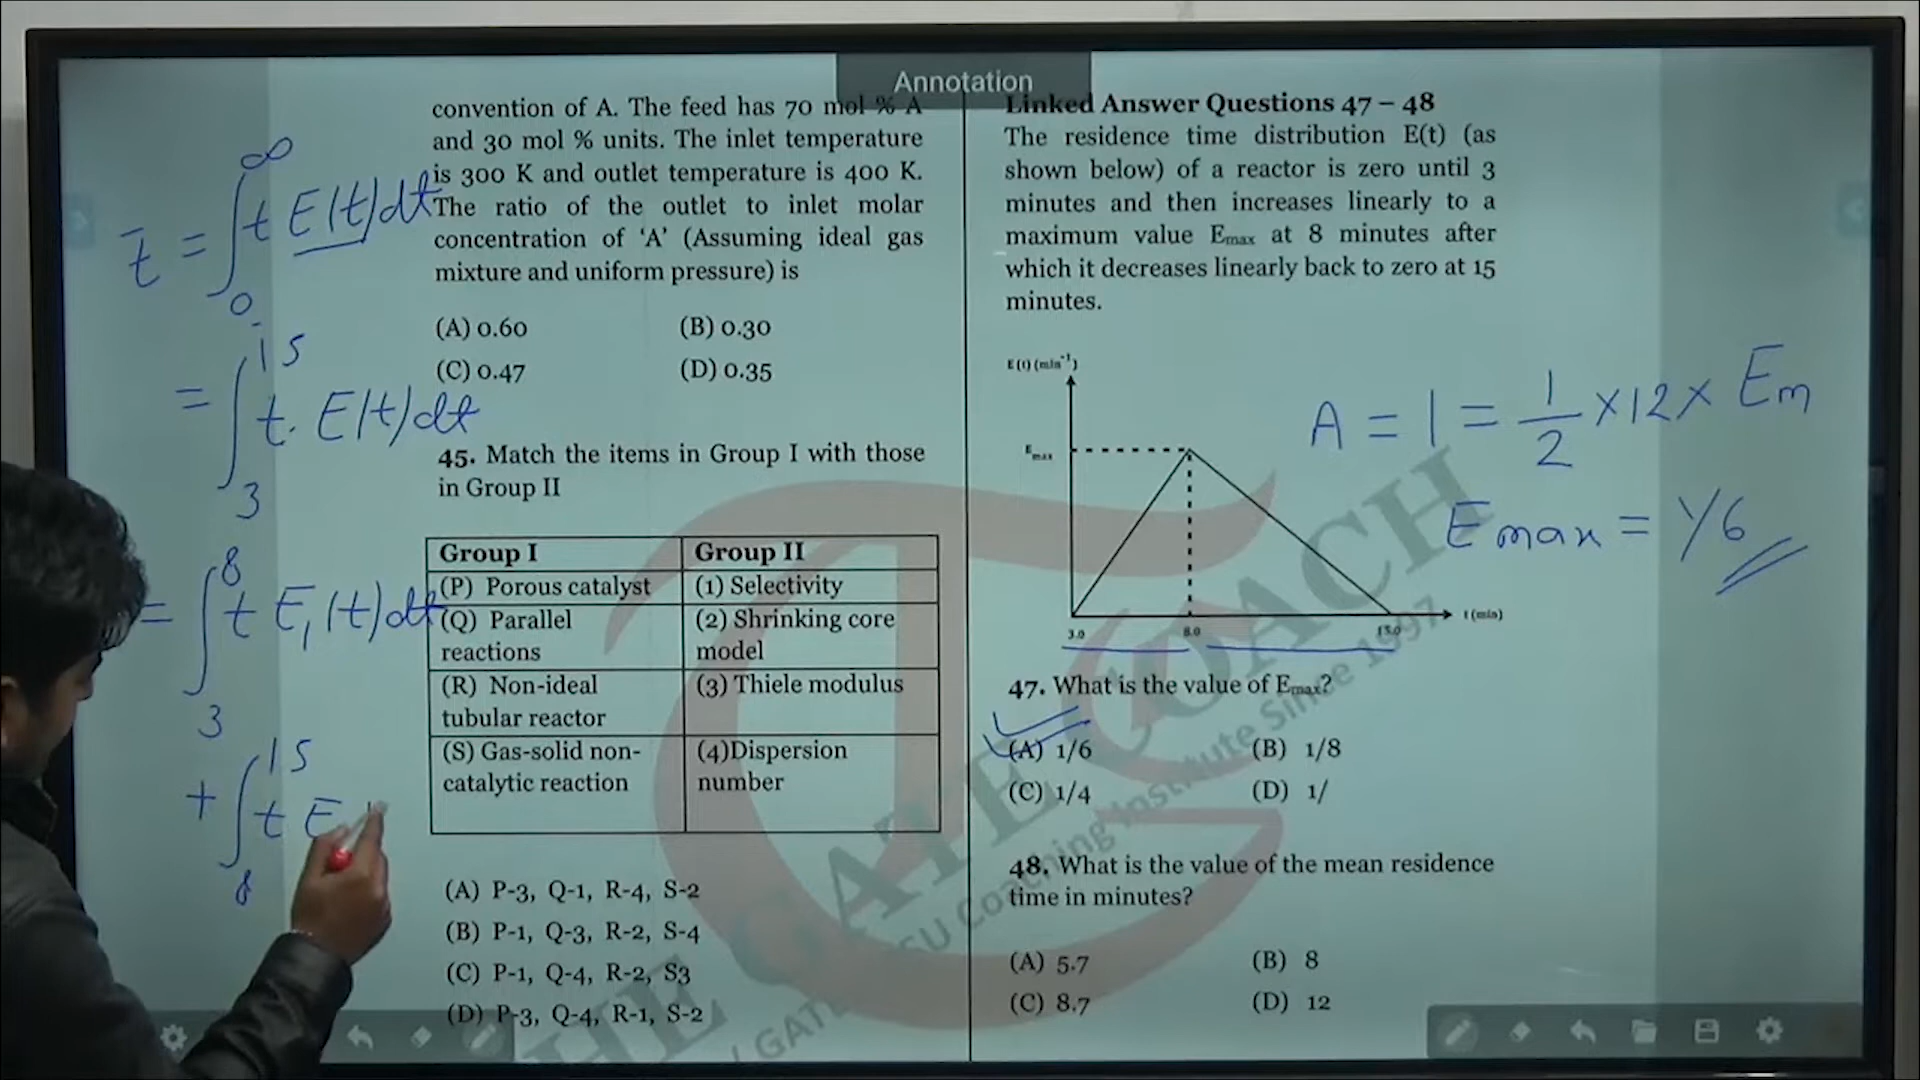 Annotation
convention of A. The feed has 70 mol % A
and 30 mol % units. The inlet temperature
is 300 K and outlet temperature is 400 K.
The ratio of the outlet to inlet molar
concentration of ‘A’ (Assuming ideal gas
mixture and uniform pressure) is
(A) 0.60 (B) 0.30
(C) 0.47 (D) 0.35
45. Match the items in Group I with those
in Group II
Group I Group II
(P) Porous catalyst (1) Selectivity
(Q) Parallel reactions (2) Shrinking core model
(R) Non-ideal tubular reactor (3) Thiele modulus
(S) Gas-solid non-catalytic reaction (4)Dispersion number
(A) P-3, Q-1, R-4, S-2
(B) P-1, Q-3, R-2, S-4
(C) P-1, Q-4, R-2, S3
(D) P-3, Q-4, R-1, S-2
t̄ = ∫₀^∞ t E(t)dt
= ∫₃^15 t. E(t)dt
= ∫₃^8 t E₁(t)dt
+ ∫₈^15 t E
Linked Answer Questions 47 – 48
The residence time distribution E(t) (as
shown below) of a reactor is zero until 3
minutes and then increases linearly to a
maximum value Emax at 8 minutes after
which it decreases linearly back to zero at 15
minutes.
E (t) (min⁻¹)
Emax
3.0 8.0 15.0 t (min)
A = 1 = 1/2 × 12 × Em
Emax = 1/6
47. What is the value of Emax?
(A) 1/6 (B) 1/8
(C) 1/4 (D) 1/
48. What is the value of the mean residence
time in minutes?
(A) 5.7 (B) 8
(C) 8.7 (D) 12
THE GATE COACH
Coaching Institute Since 1997